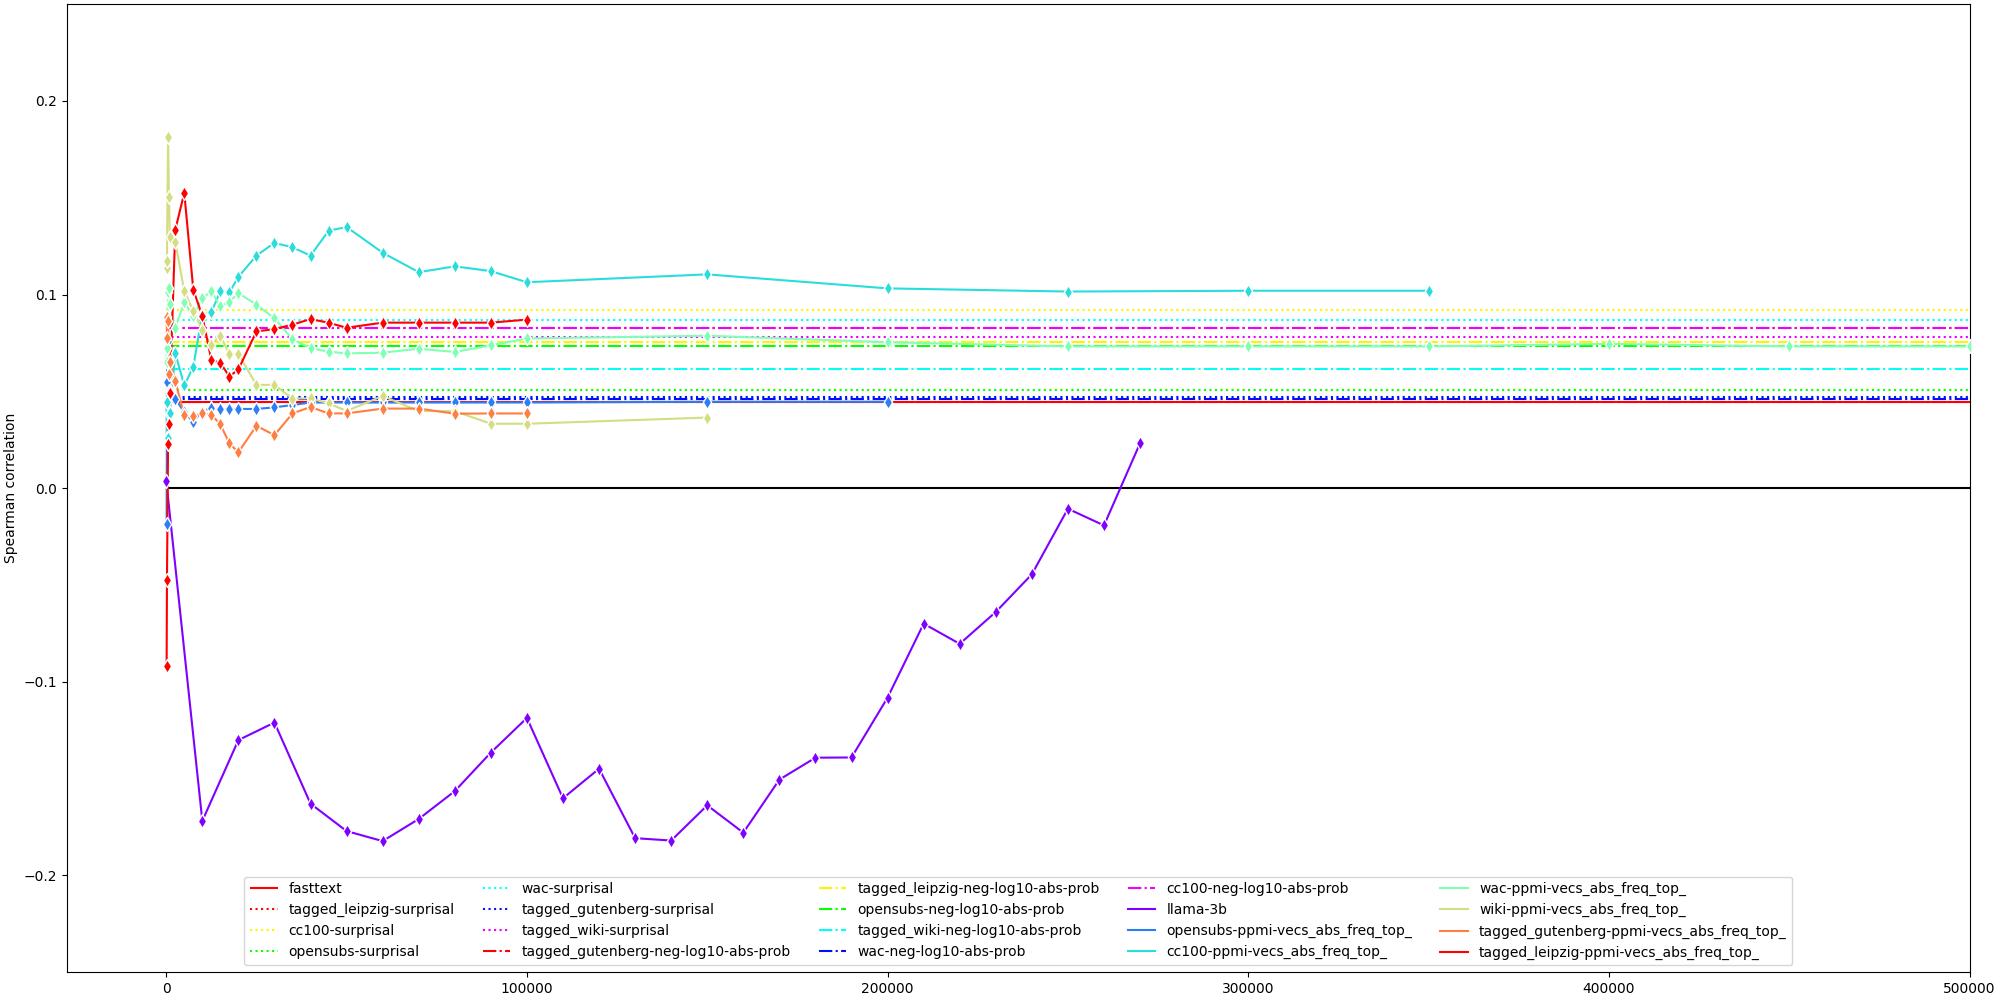 Spearman correlation
0.2
0.1
0.0
−0.1
−0.2
0
100000
200000
300000
400000
500000
fasttext
tagged_leipzig-surprisal
cc100-surprisal
opensubs-surprisal
wac-surprisal
tagged_gutenberg-surprisal
tagged_wiki-surprisal
tagged_gutenberg-neg-log10-abs-prob
tagged_leipzig-neg-log10-abs-prob
opensubs-neg-log10-abs-prob
tagged_wiki-neg-log10-abs-prob
wac-neg-log10-abs-prob
cc100-neg-log10-abs-prob
llama-3b
opensubs-ppmi-vecs_abs_freq_top_
cc100-ppmi-vecs_abs_freq_top_
wac-ppmi-vecs_abs_freq_top_
wiki-ppmi-vecs_abs_freq_top_
tagged_gutenberg-ppmi-vecs_abs_freq_top_
tagged_leipzig-ppmi-vecs_abs_freq_top_